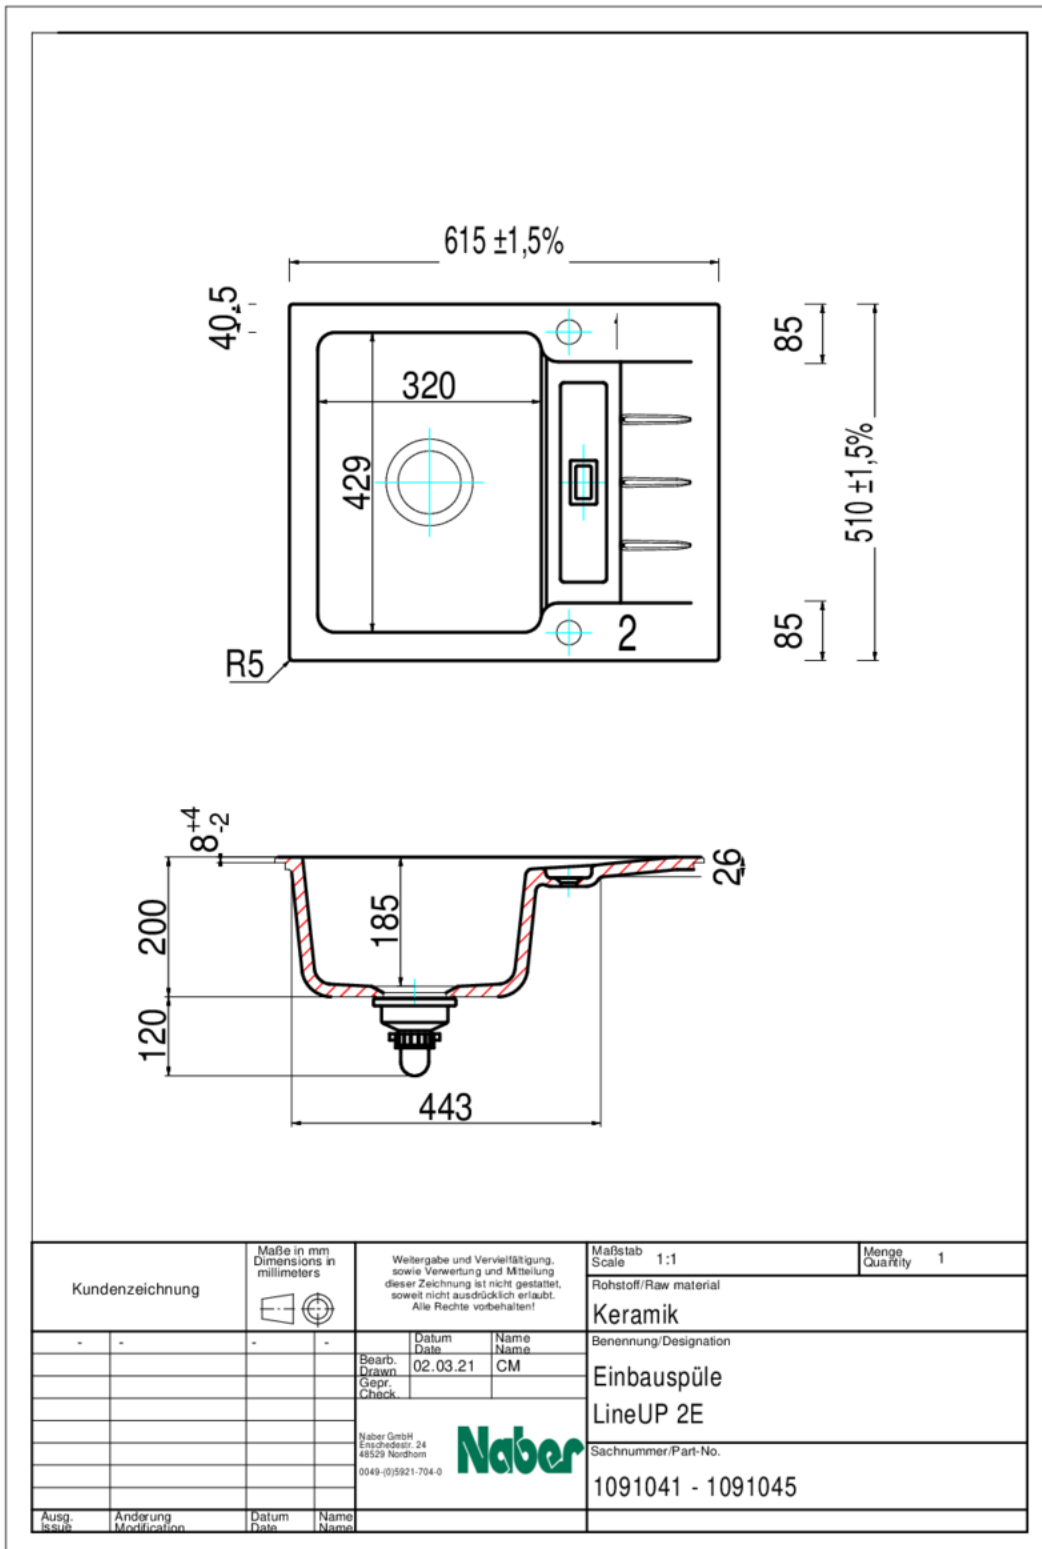 615 ±1,5%
40.5
85
320
429
510 ±1,5%
85
2
R5
8 +4 -2
26
200
185
120
443
Kundenzeichnung
Maße in mm
Dimensions in
millimeters
Weitergabe und Vervielfältigung,
sowie Verwertung und Mitteilung
dieser Zeichnung ist nicht gestattet,
soweit nicht ausdrücklich erlaubt.
Alle Rechte vorbehalten!
Maßstab
Scale 1:1
Menge
Quantity 1
Rohstoff/Raw material
Keramik
- - - -
Datum Name
Date Name
Bearb.
Drawn 02.03.21 CM
Gepr.
Check.
Benennung/Designation
Einbauspüle
LineUP 2E
Naber GmbH
Enschedestr. 24
48529 Nordhorn
0049-(0)5921-704-0
Naber
Sachnummer/Part-No.
1091041 - 1091045
Ausg. Änderung Datum Name
Issue Modification Date Name